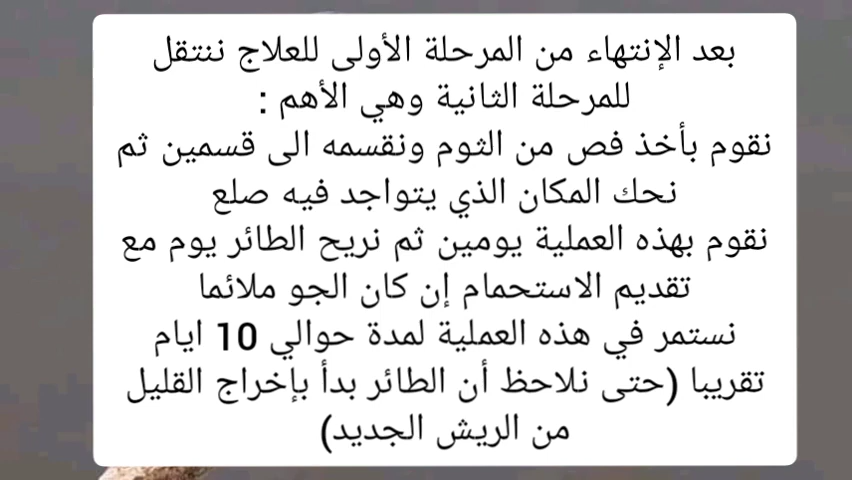 بعد الإنتهاء من المرحلة الأولى للعلاج ننتقل
للمرحلة الثانية وهي الأهم :
نقوم بأخذ فص من الثوم ونقسمه الى قسمين ثم
نحك المكان الذي يتواجد فيه صلع
نقوم بهذه العملية يومين ثم نريح الطائر يوم مع
تقديم الاستحمام إن كان الجو ملائما
نستمر في هذه العملية لمدة حوالي 10 ايام
تقريبا (حتى نلاحظ أن الطائر بدأ بإخراج القليل
من الريش الجديد)